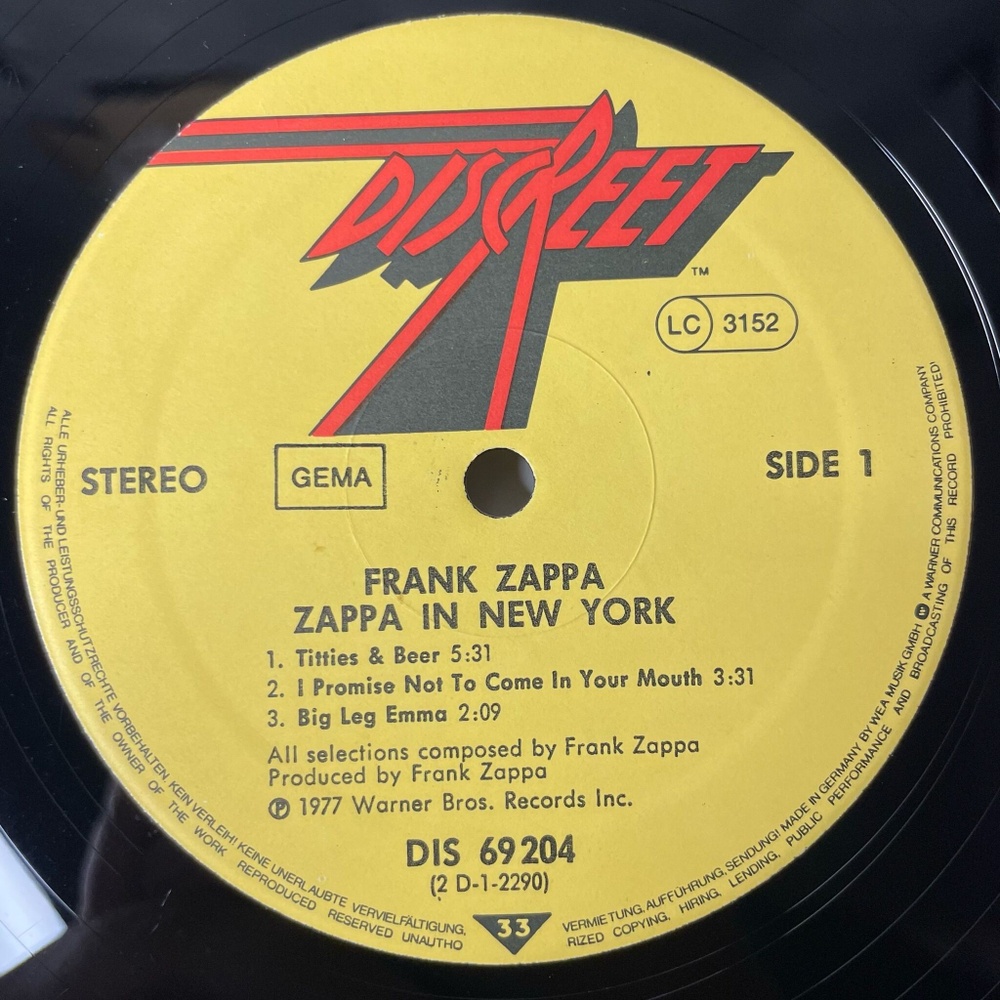 DISCREET
TM
LC 3152
STEREO
GEMA
SIDE 1
FRANK ZAPPA
ZAPPA IN NEW YORK
1. Titties & Beer 5:31
2. I Promise Not To Come In Your Mouth 3:31
3. Big Leg Emma 2:09
All selections composed by Frank Zappa
Produced by Frank Zappa
℗ 1977 Warner Bros. Records Inc.
DIS 69 204
(2 D-1-2290)
33
ALLE URHEBER- UND LEISTUNGSSCHUTZRECHTE VORBEHALTEN. KEIN VERLEIH! KEINE UNERLAUBTE VERVIELFÄLTIGUNG,
VERMIETUNG, AUFFÜHRUNG, SENDUNG! MADE IN GERMANY BY WEA MUSIK GMBH A WARNER COMMUNICATIONS COMPANY
ALL RIGHTS OF THE PRODUCER AND OF THE OWNER OF THE WORK REPRODUCED RESERVED UNAUTHO
RIZED COPYING, HIRING, LENDING, PUBLIC PERFORMANCE AND BROADCASTING OF THIS RECORD PROHIBITED!